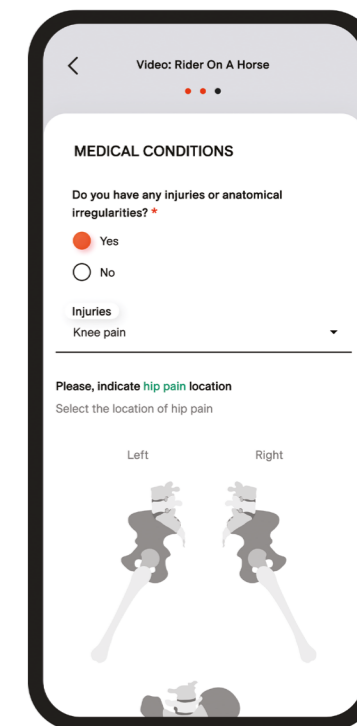 Video: Rider On A Horse
MEDICAL CONDITIONS
Do you have any injuries or anatomical
irregularities? *
Yes
No
Injuries
Knee pain
Please, indicate hip pain location
Select the location of hip pain
Left Right